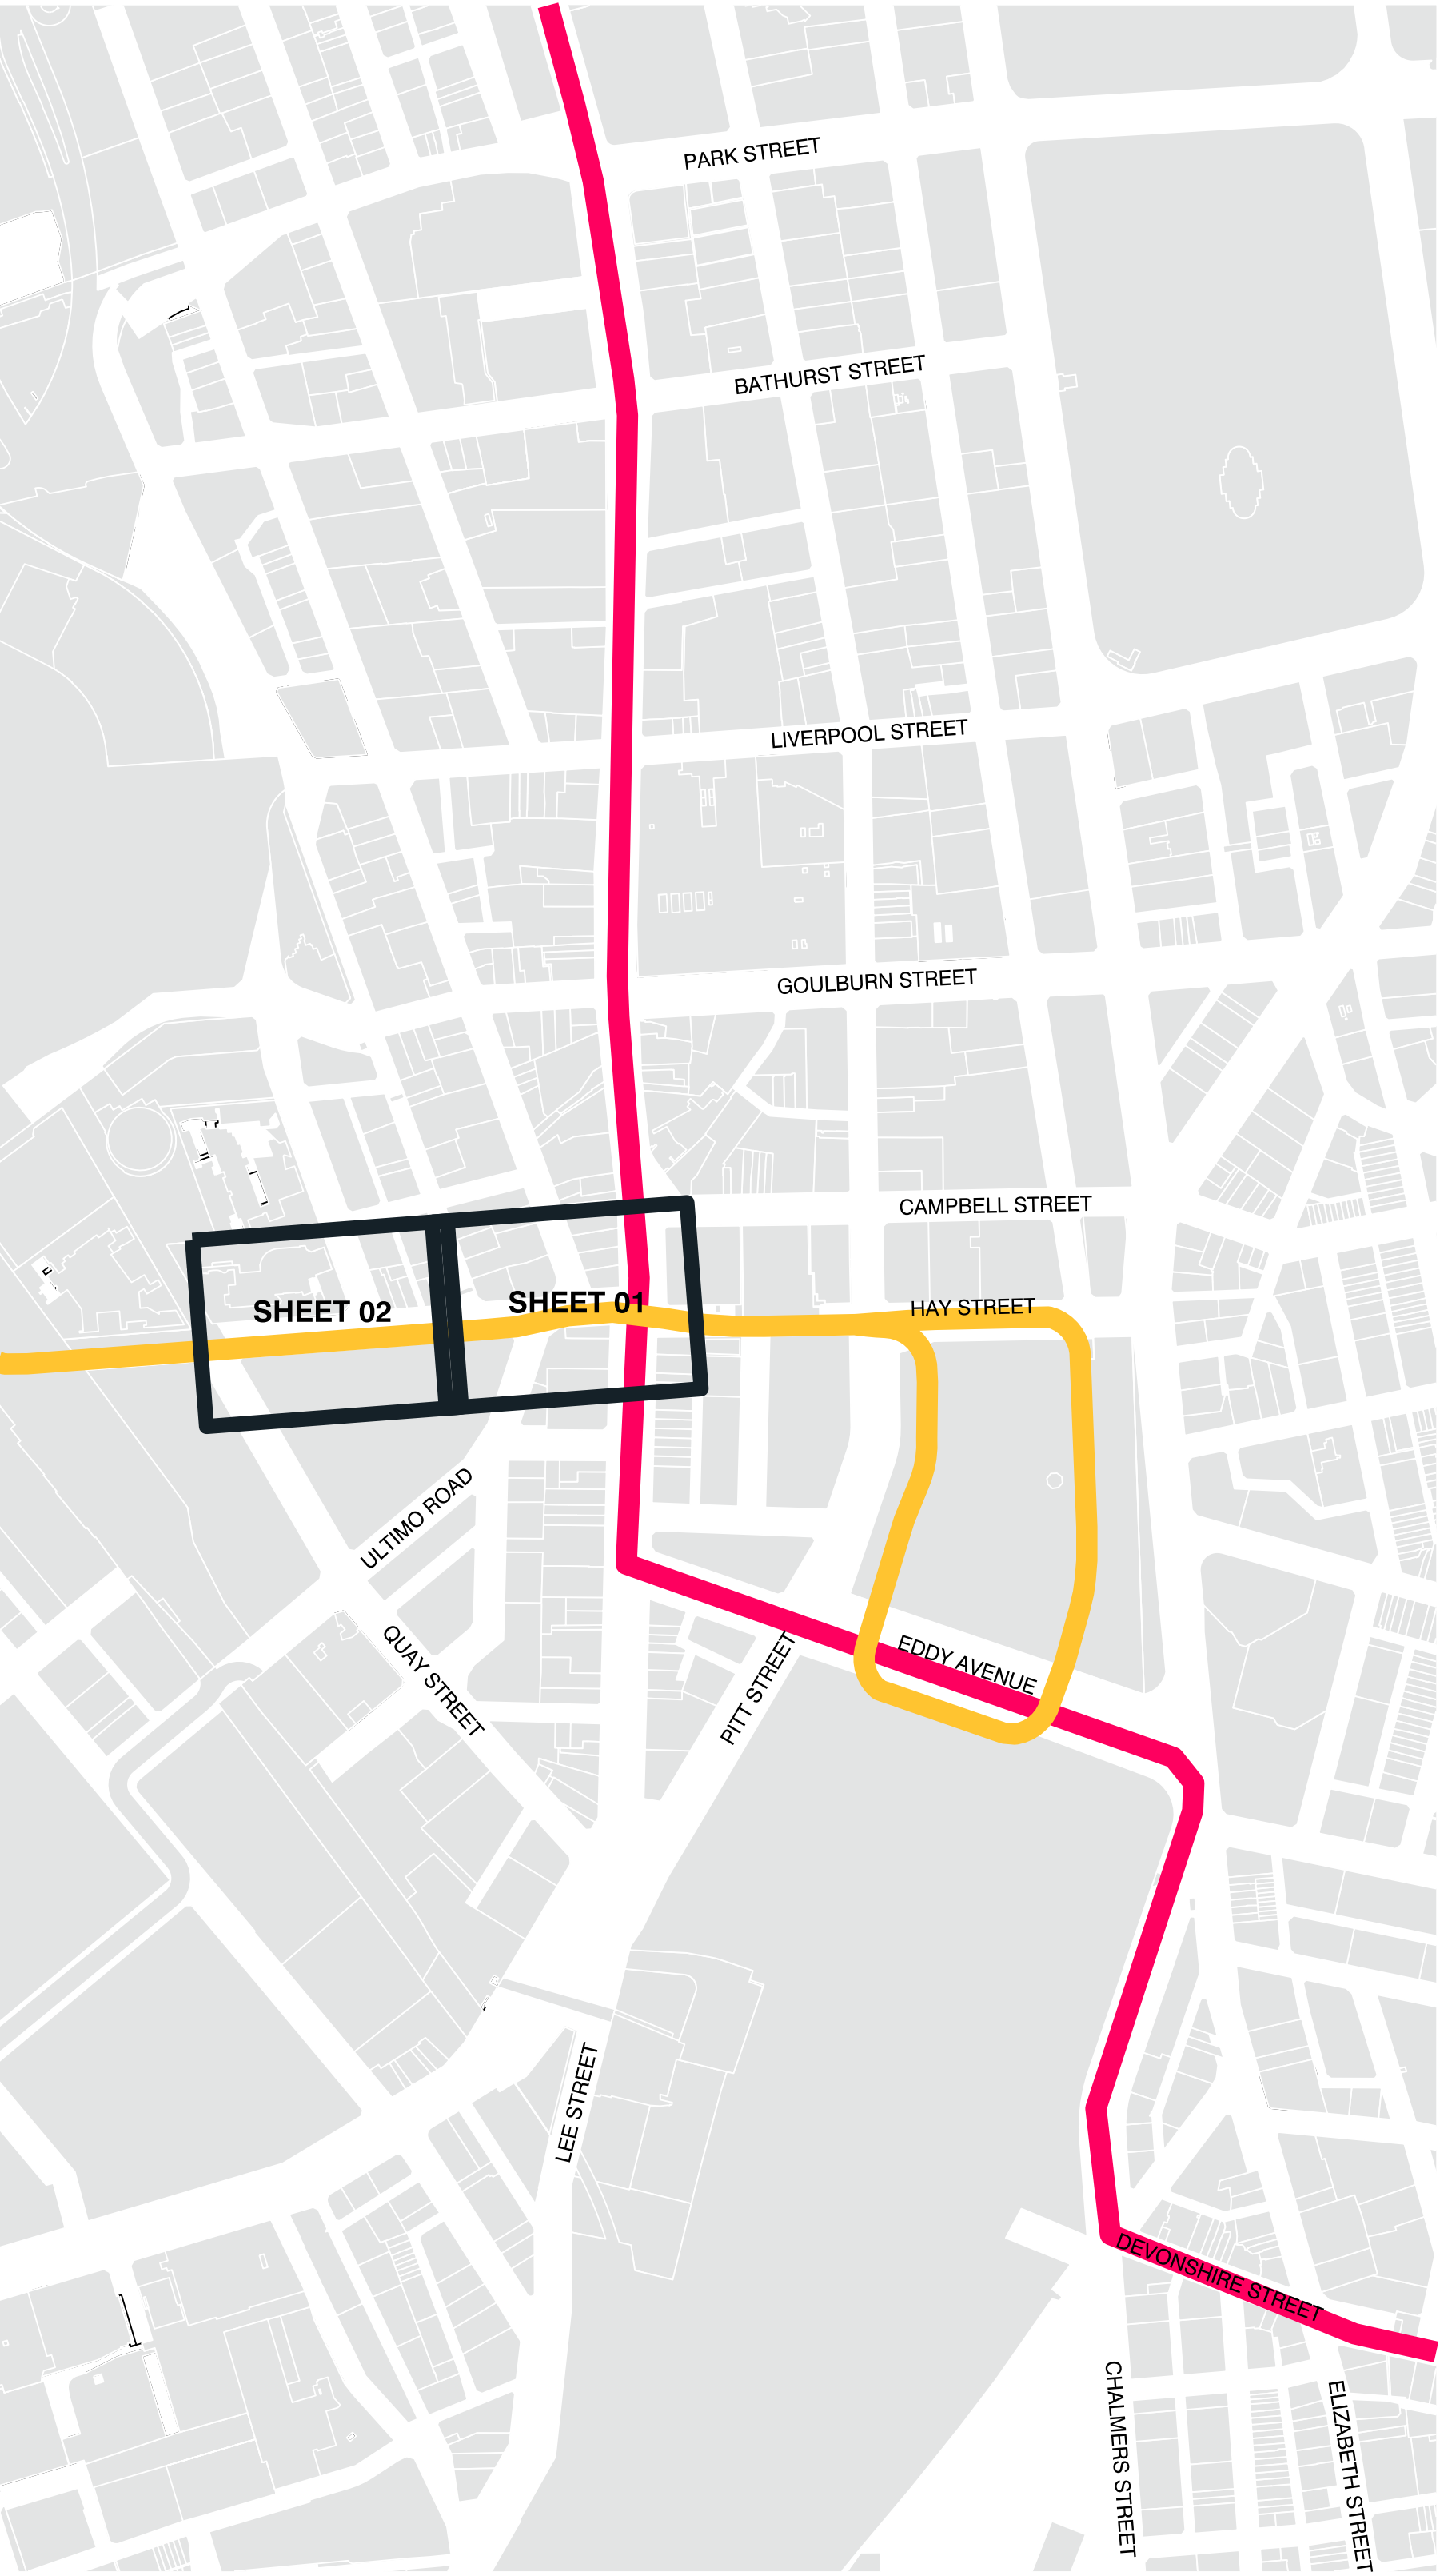 PARK STREET
BATHURST STREET
LIVERPOOL STREET
GOULBURN STREET
CAMPBELL STREET
SHEET 02
SHEET 01
HAY STREET
ULTIMO ROAD
QUAY STREET
PITT STREET
EDDY AVENUE
LEE STREET
DEVONSHIRE STREET
CHALMERS STREET
ELIZABETH STREET